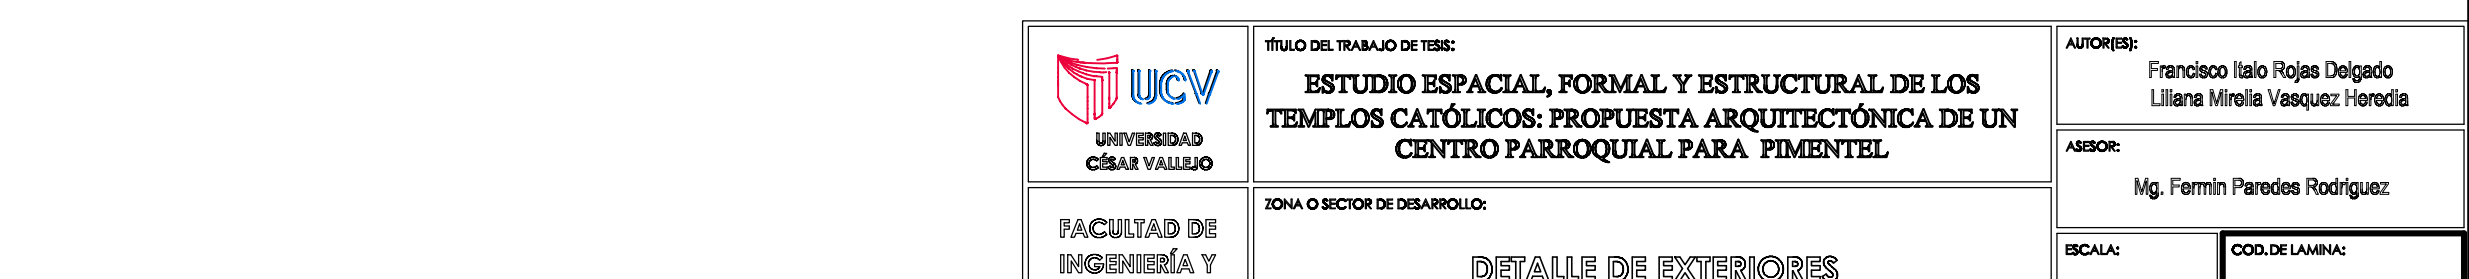 UCV
UNIVERSIDAD
CÉSAR VALLEJO
FACULTAD DE
INGENIERÍA Y
TÍTULO DEL TRABAJO DE TESIS:
ESTUDIO ESPACIAL, FORMAL Y ESTRUCTURAL DE LOS
TEMPLOS CATÓLICOS: PROPUESTA ARQUITECTÓNICA DE UN
CENTRO PARROQUIAL PARA PIMENTEL
ZONA O SECTOR DE DESARROLLO:
DETALLE DE EXTERIORES
AUTOR(ES):
Francisco Italo Rojas Delgado
Liliana Mirelia Vasquez Heredia
ASESOR:
Mg. Fermin Paredes Rodriguez
ESCALA:
COD. DE LAMINA: